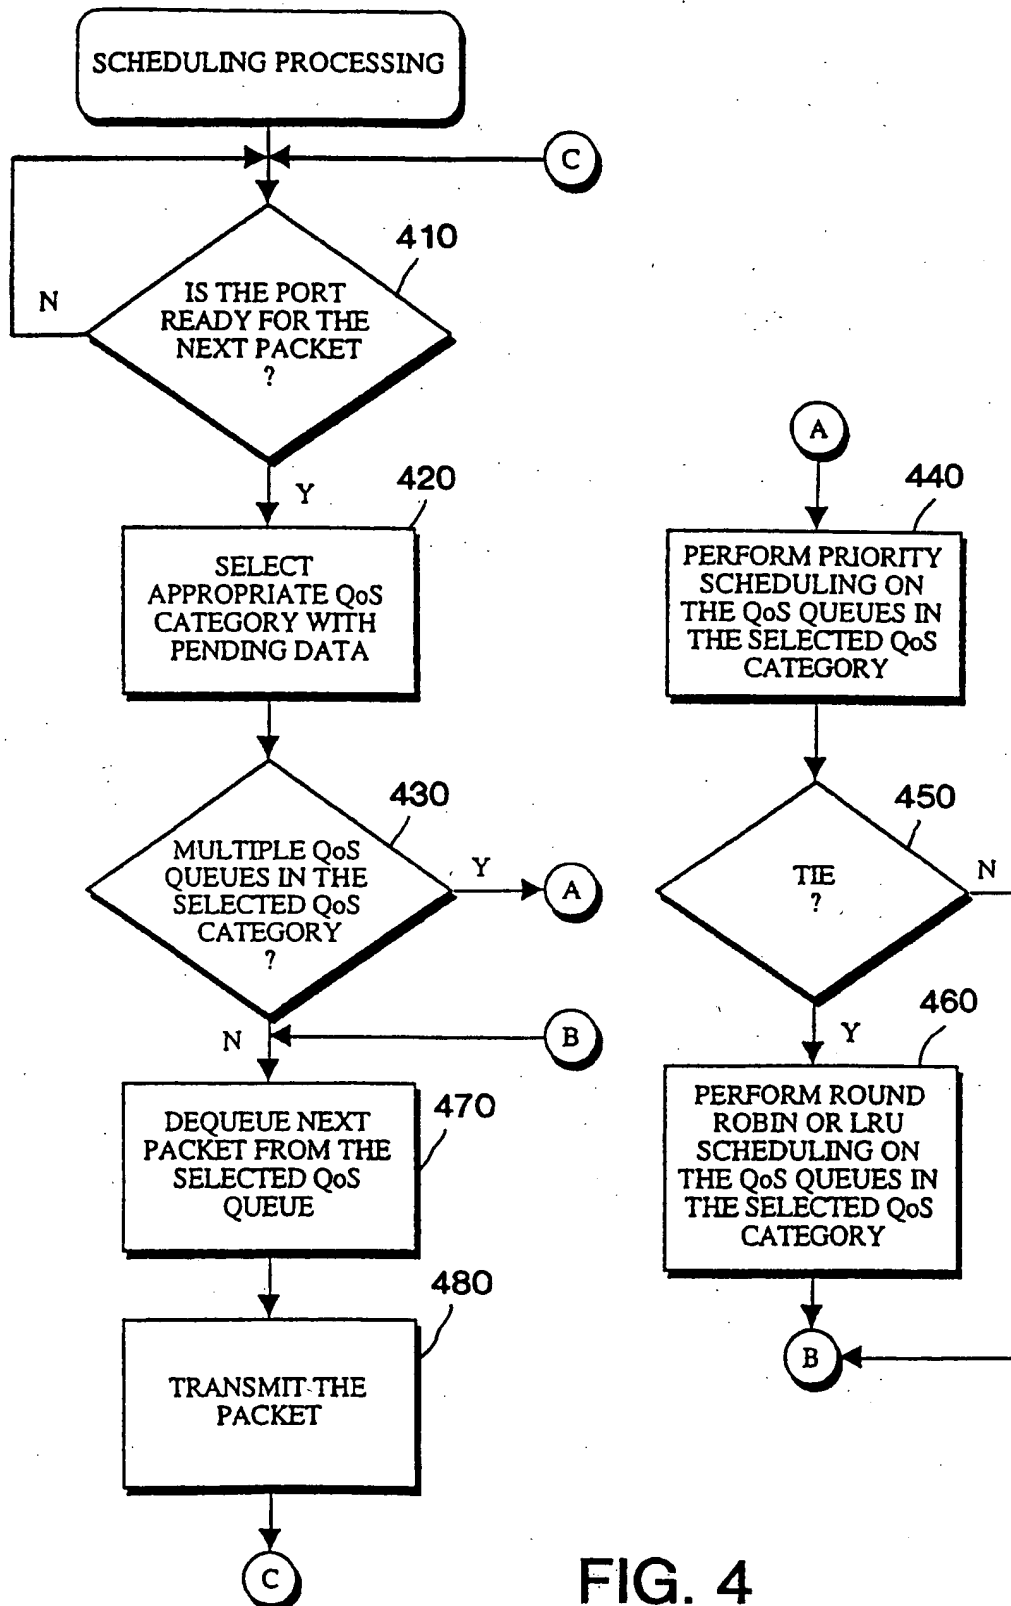 SCHEDULING PROCESSING
C
410
IS THE PORT
READY FOR THE
NEXT PACKET
?
N
Y
420
SELECT
APPROPRIATE QoS
CATEGORY WITH
PENDING DATA
430
MULTIPLE QoS
QUEUES IN THE
SELECTED QoS
CATEGORY
?
Y
A
N
B
470
DEQUEUE NEXT
PACKET FROM THE
SELECTED QoS
QUEUE
480
TRANSMIT THE
PACKET
C
A
440
PERFORM PRIORITY
SCHEDULING ON
THE QoS QUEUES IN
THE SELECTED QoS
CATEGORY
450
TIE
?
N
Y
460
PERFORM ROUND
ROBIN OR LRU
SCHEDULING ON
THE QoS QUEUES IN
THE SELECTED QoS
CATEGORY
B
FIG. 4